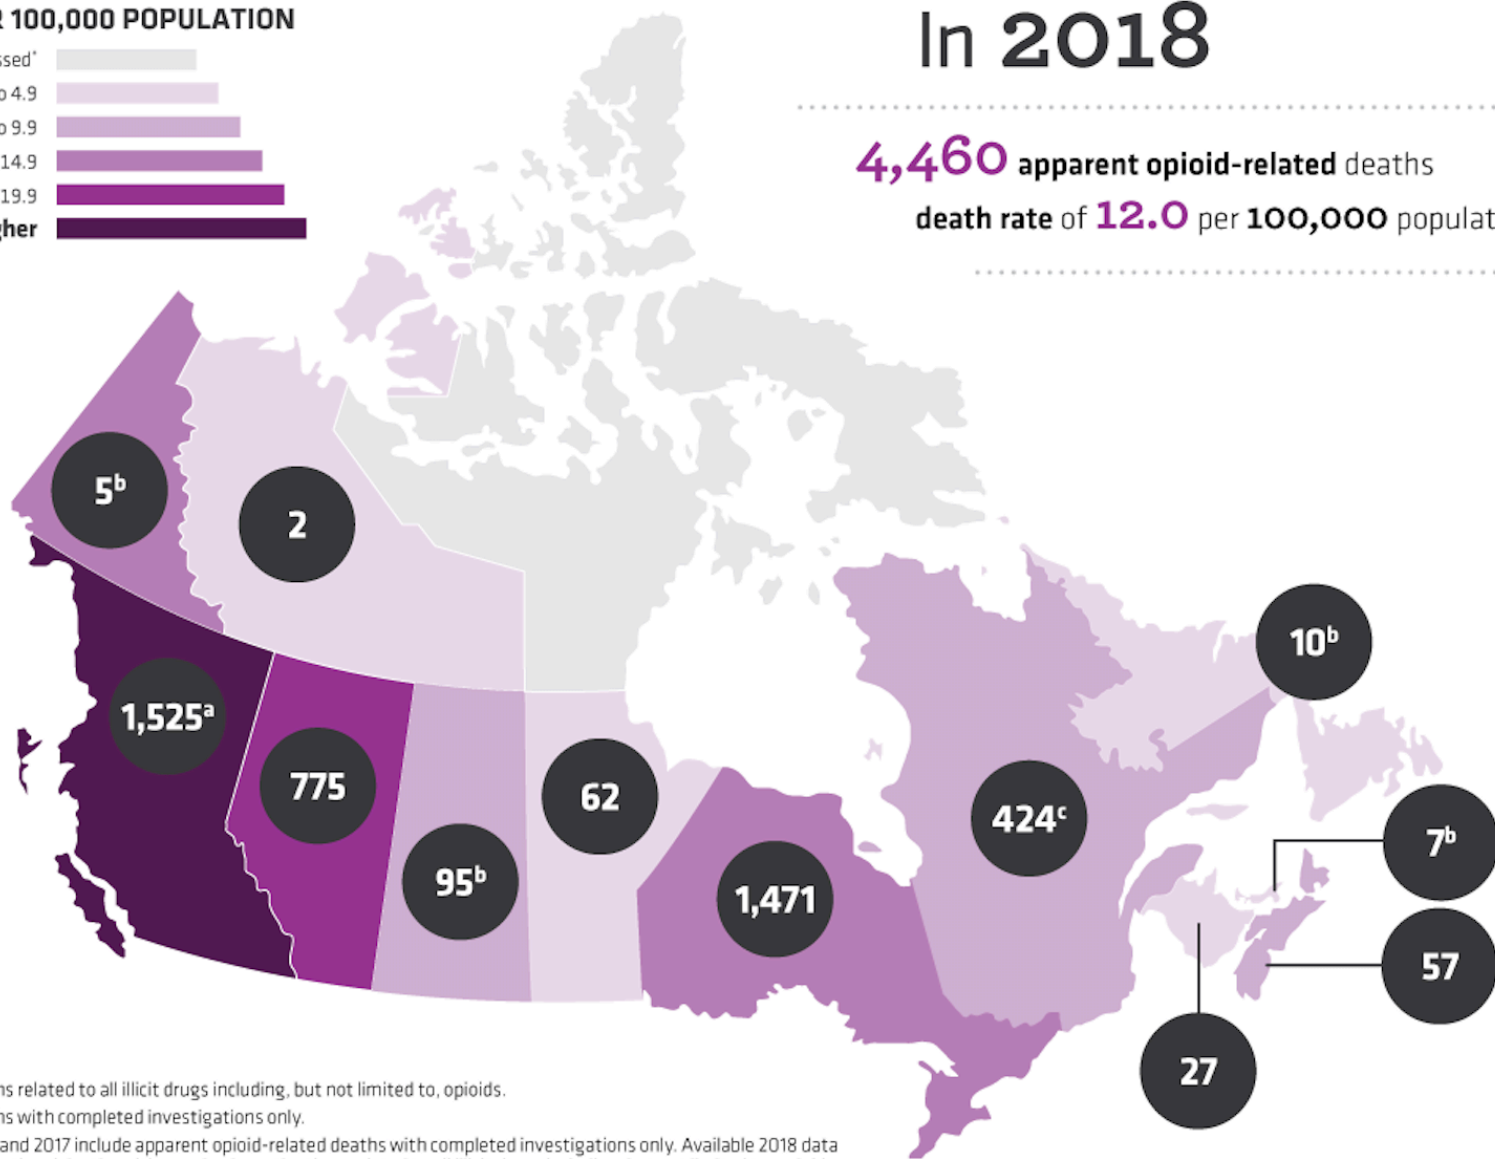 R 100,000 POPULATION
ssed*
o 4.9
o 9.9
14.9
19.9
gher
In 2018
4,460 apparent opioid-related deaths
death rate of 12.0 per 100,000 populat
5b
2
1,525a
775
95b
62
1,471
424c
10b
7b
57
27
ns related to all illicit drugs including, but not limited to, opioids.
ns with completed investigations only.
and 2017 include apparent opioid-related deaths with completed investigations only. Available 2018 data